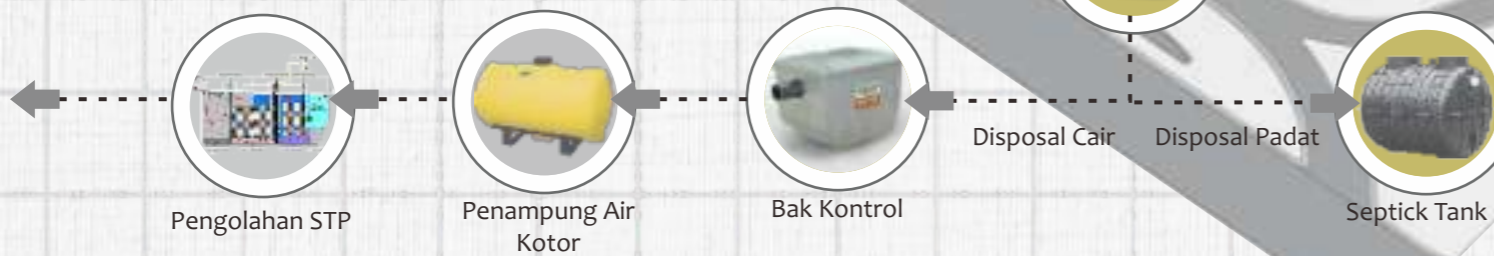 Disposal Cair
Disposal Padat
Pengolahan STP
Penampung Air
Kotor
Bak Kontrol
Septick Tank